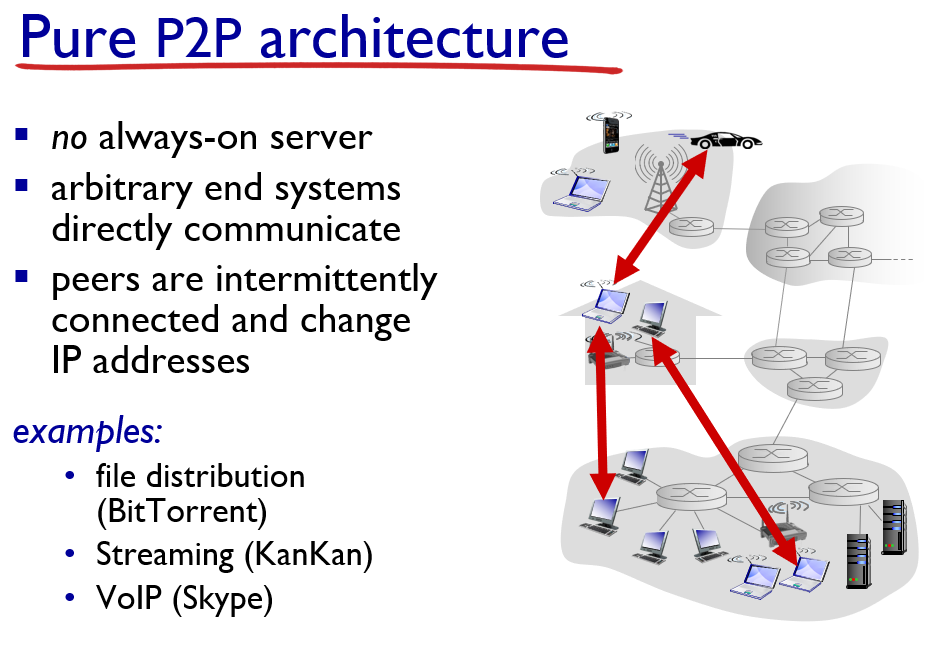 Pure P2P architecture
▪ no always-on server
▪ arbitrary end systems
directly communicate
▪ peers are intermittently
connected and change
IP addresses
examples:
• file distribution
(BitTorrent)
• Streaming (KanKan)
• VoIP (Skype)